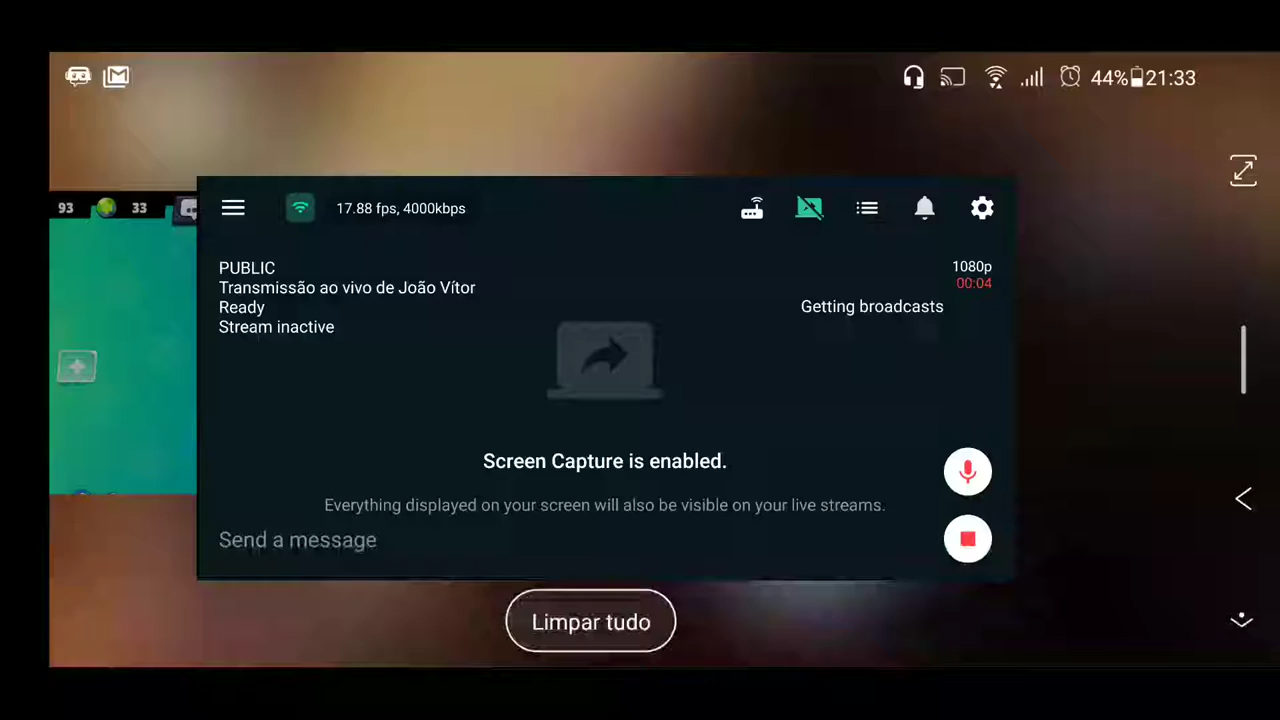 44% 21:33
93 33
17.88 fps, 4000kbps
PUBLIC
1080p
Transmissão ao vivo de João Vítor
00:04
Ready
Getting broadcasts
Stream inactive
Screen Capture is enabled.
Everything displayed on your screen will also be visible on your live streams.
Send a message
Limpar tudo